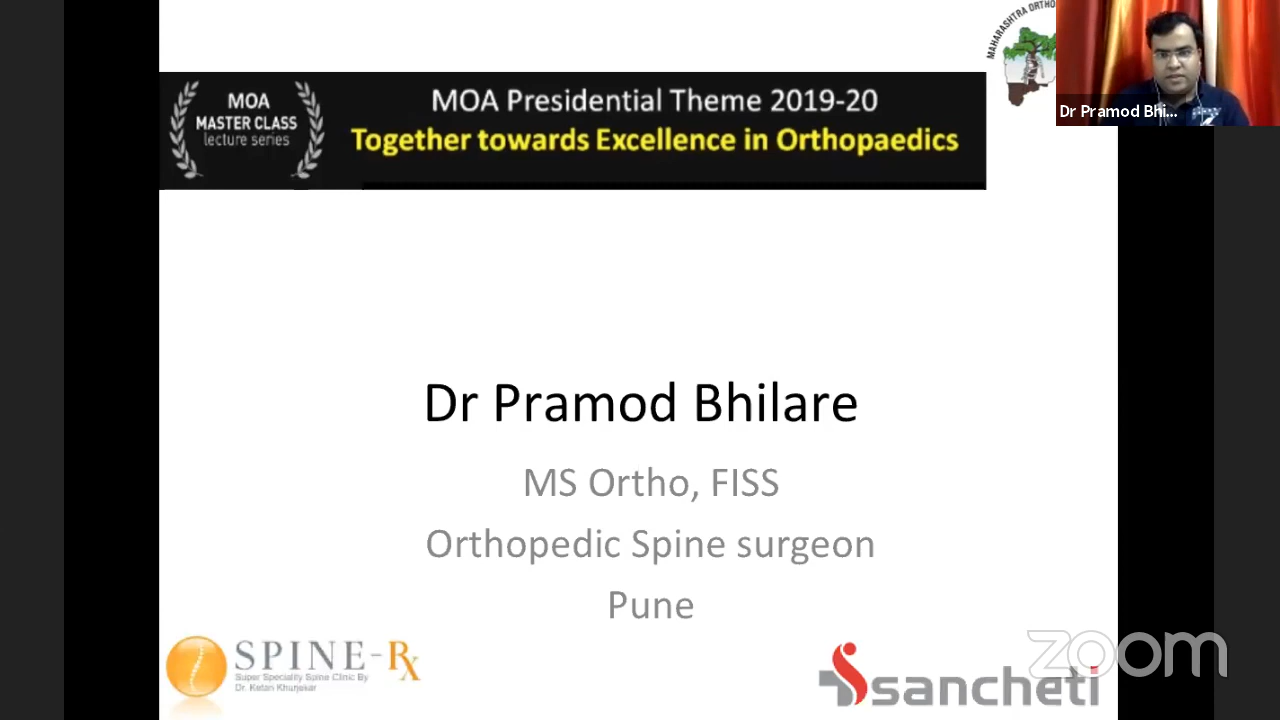 MAHARASHTRA ORTHO
MOA
MASTER CLASS
lecture series
MOA Presidential Theme 2019-20
Together towards Excellence in Orthopaedics
Dr Pramod Bhi...
Dr Pramod Bhilare
MS Ortho, FISS
Orthopedic Spine surgeon
Pune
SPINE-Rx
Super Speciality Spine Clinic By
Dr. Ketan Khurjekar
sancheti
zoom